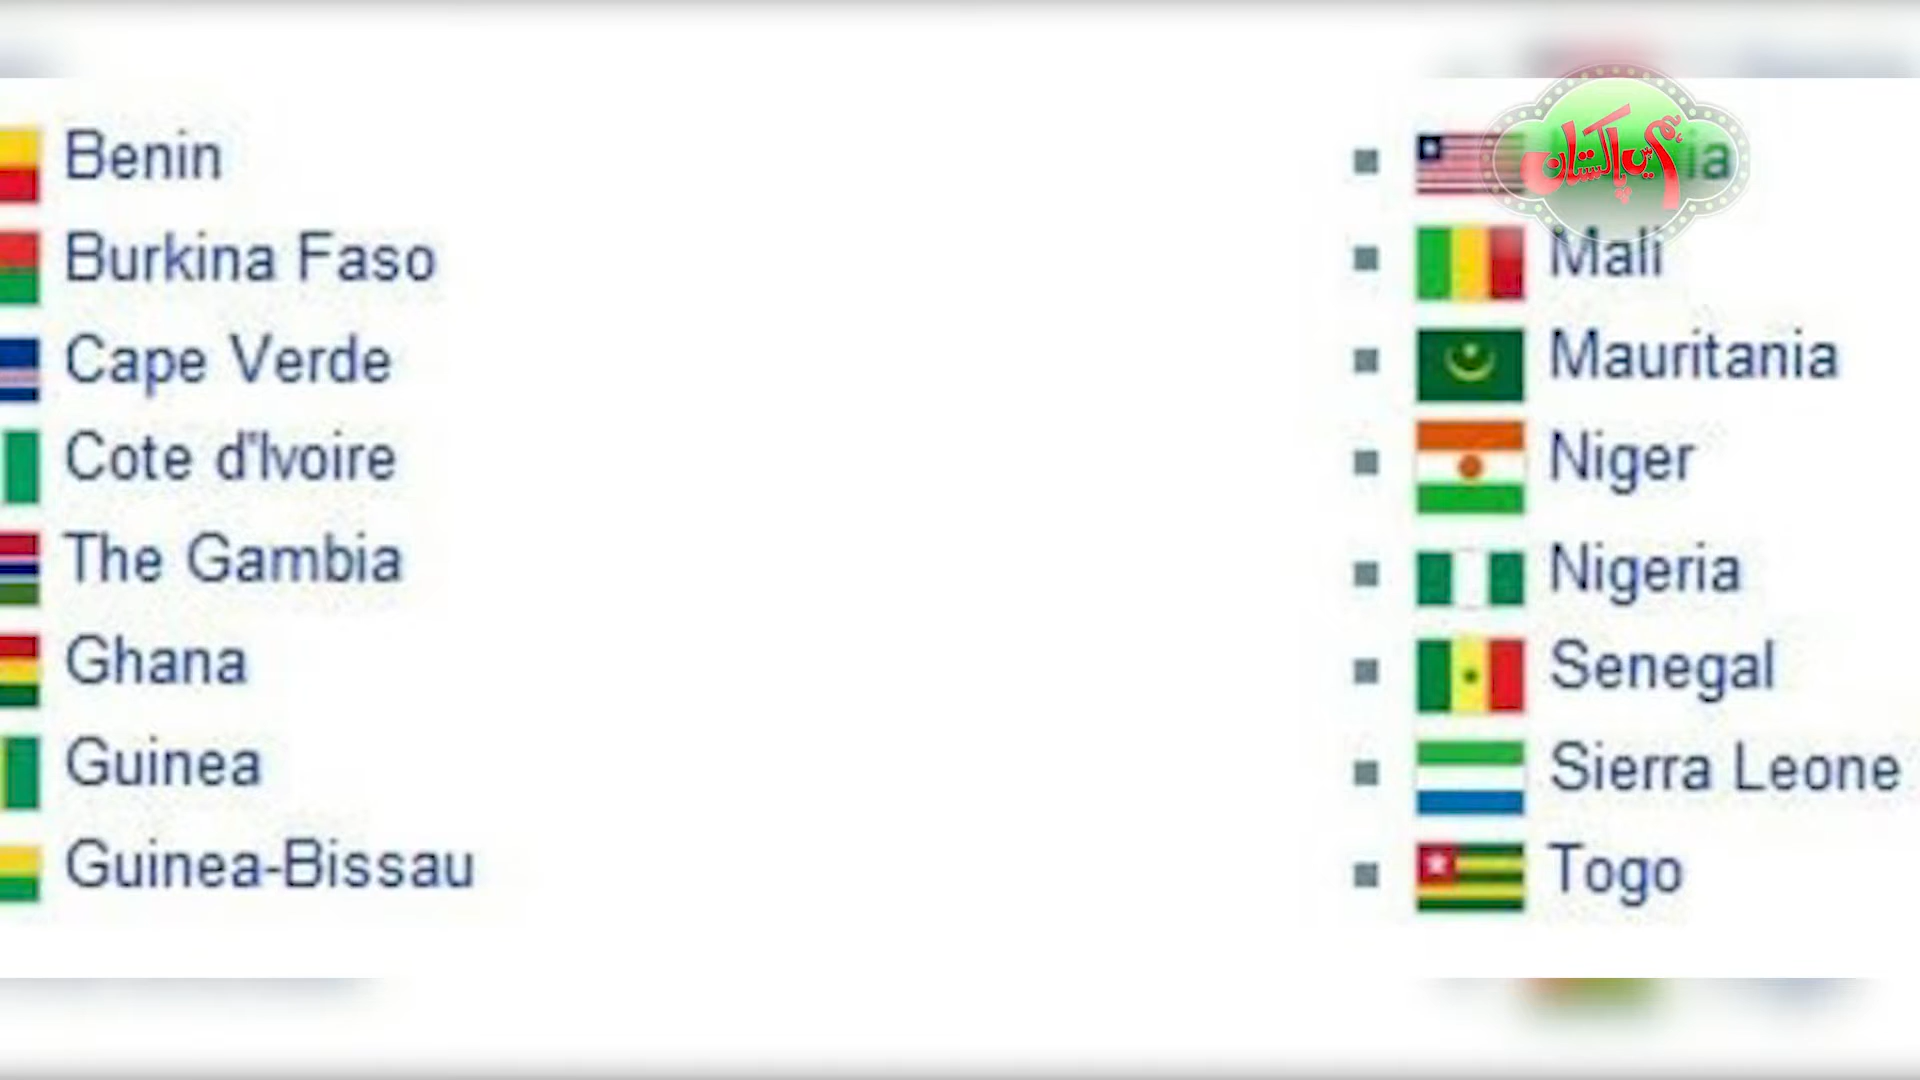 Benin
Burkina Faso
Cape Verde
Cote d'Ivoire
The Gambia
Ghana
Guinea
Guinea-Bissau
ہم ہیں پاکستان
Mali
Mauritania
Niger
Nigeria
Senegal
Sierra Leone
Togo